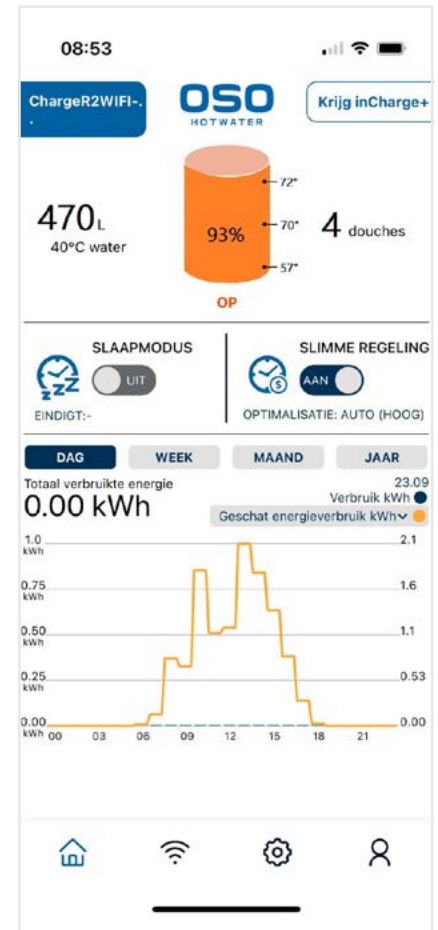 08:53
ChargeR2WIFI-.
.
OSO
HOTWATER
Krijg inCharge+
470L
40°C water
93%
72°
70°
57°
4 douches
OP
SLAAPMODUS
UIT
EINDIGT:-
SLIMME REGELING
AAN
OPTIMALISATIE: AUTO (HOOG)
DAG WEEK MAAND JAAR
Totaal verbruikte energie
0.00 kWh
23.09
Verbruik kWh
Geschat energieverbruik kWh
1.0
kWh
2.1
0.75
kWh
1.6
0.50
kWh
1.1
0.25
kWh
0.53
0.00
kWh
0.00
00 03 06 09 12 15 18 21